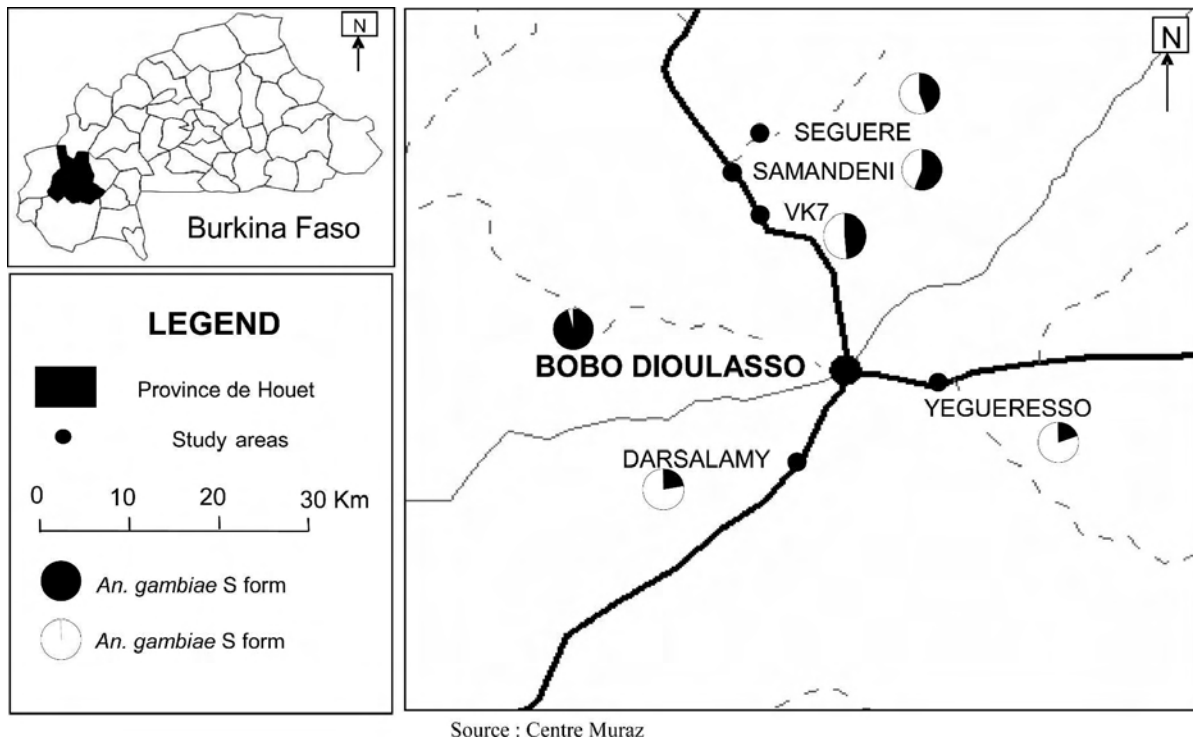 N
Burkina Faso
LEGEND
Province de Houet
Study areas
0 10 20 30 Km
An. gambiae S form
An. gambiae S form
N
SEGUERE
SAMANDENI
VK7
BOBO DIOULASSO
YEGUERESSO
DARSALAMY
Source : Centre Muraz